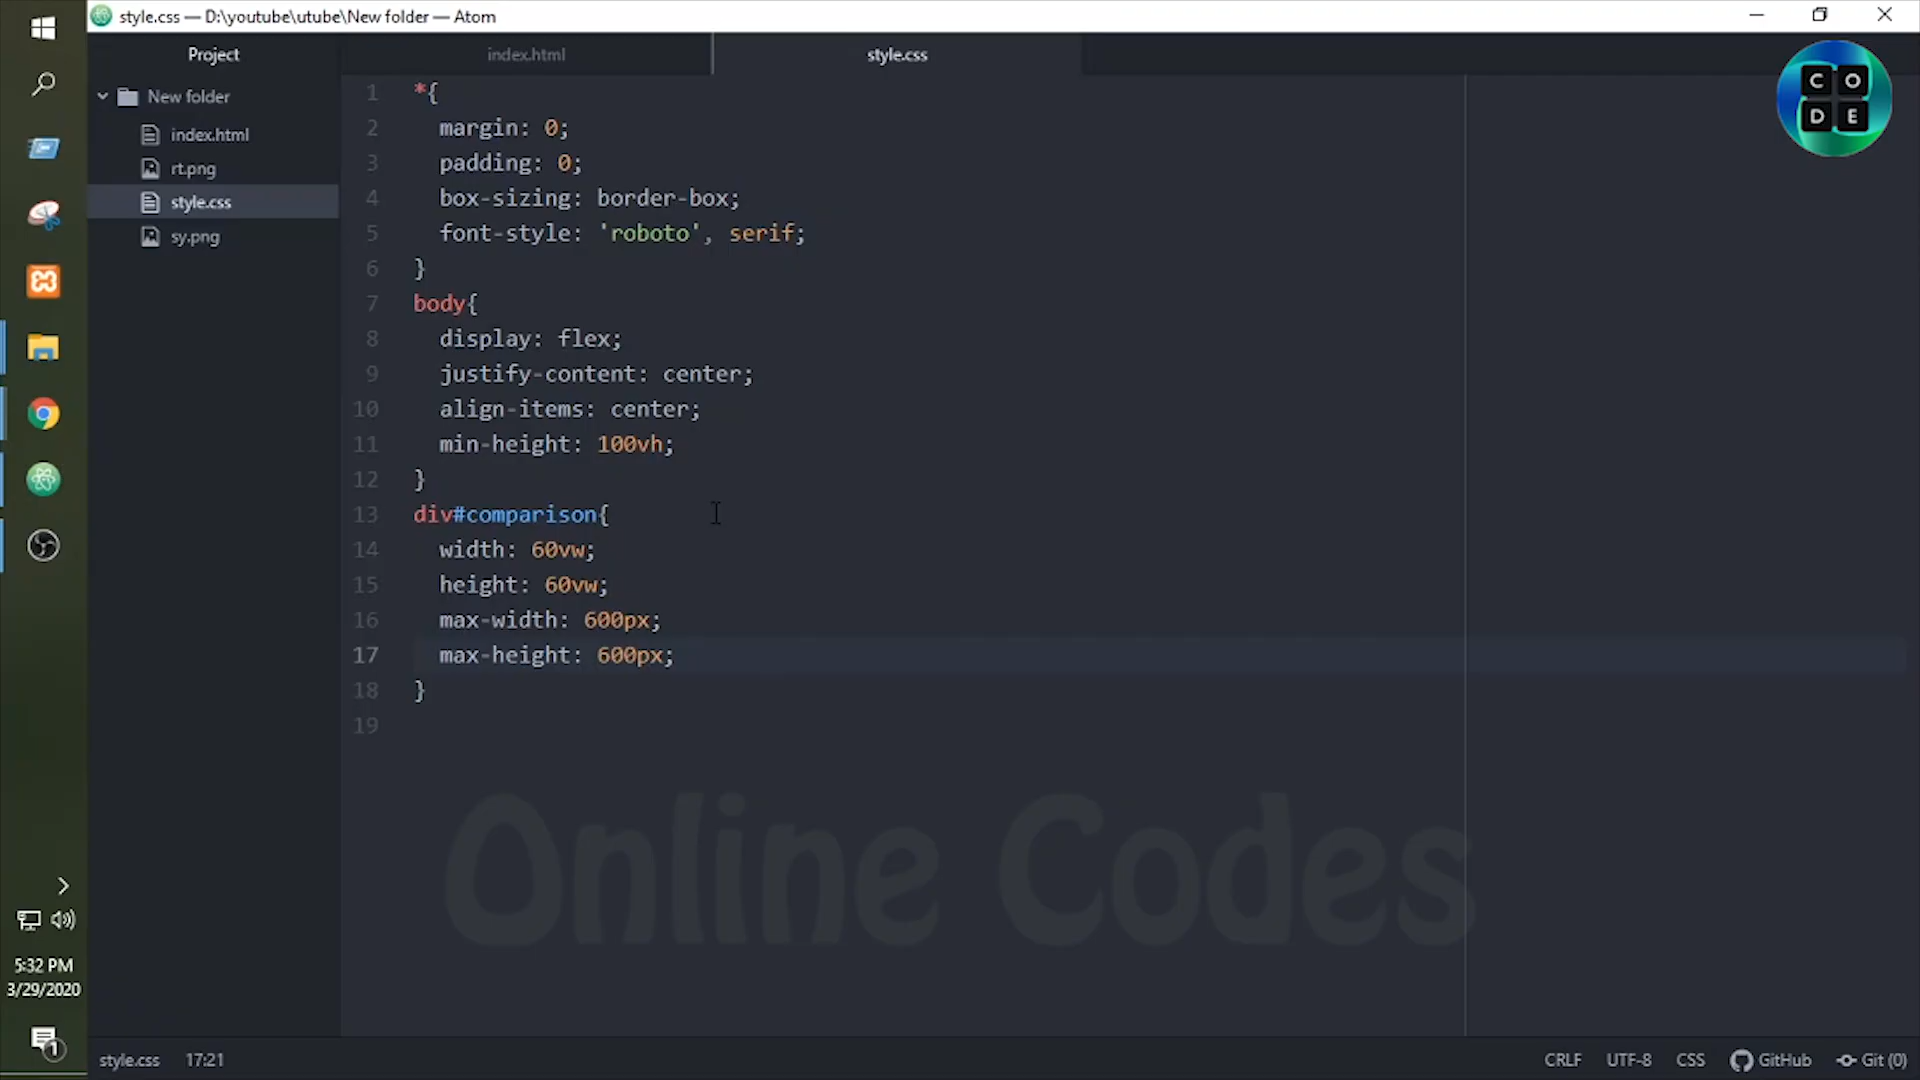 style.css — D:\youtube\utube\New folder — Atom
Project
index.html
style.css
New folder
index.html
rt.png
style.css
sy.png
1 *{
2 margin: 0;
3 padding: 0;
4 box-sizing: border-box;
5 font-style: 'roboto', serif;
6 }
7 body{
8 display: flex;
9 justify-content: center;
10 align-items: center;
11 min-height: 100vh;
12 }
13 div#comparison{
14 width: 60vw;
15 height: 60vw;
16 max-width: 600px;
17 max-height: 600px;
18 }
19
C O
D E
Online Codes
5:32 PM
3/29/2020
1
style.css 17:21
CRLF UTF-8 CSS GitHub Git (0)